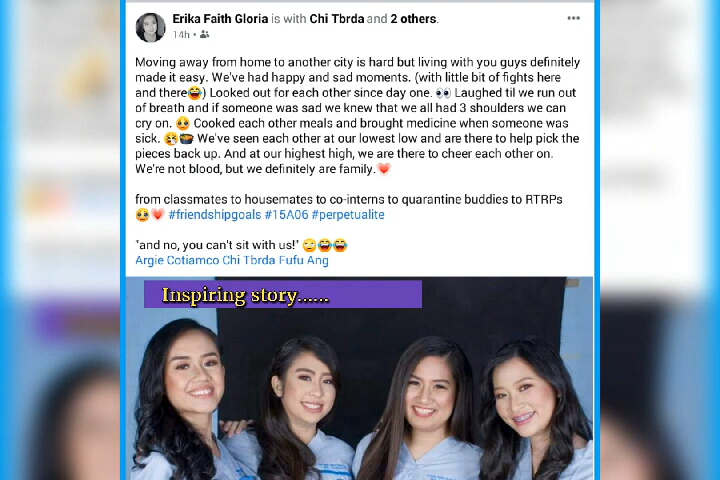 Erika Faith Gloria is with Chi Tbrda and 2 others.
14h ·
Moving away from home to another city is hard but living with you guys definitely
made it easy. We've had happy and sad moments. (with little bit of fights here
and there😂) Looked out for each other since day one. 👀 Laughed til we run out
of breath and if someone was sad we knew that we all had 3 shoulders we can
cry on. 🥺 Cooked each other meals and brought medicine when someone was
sick. 🤧🍲 We've seen each other at our lowest low and are there to help pick the
pieces back up. And at our highest high, we are there to cheer each other on.
We're not blood, but we definitely are family.💗
from classmates to housemates to co-interns to quarantine buddies to RTRPs
🥺💗 #friendshipgoals #15A06 #perpetualite
"and no, you can't sit with us!" 🙄😂😂
Argie Cotiamco Chi Tbrda Fufu Ang
Inspiring story......